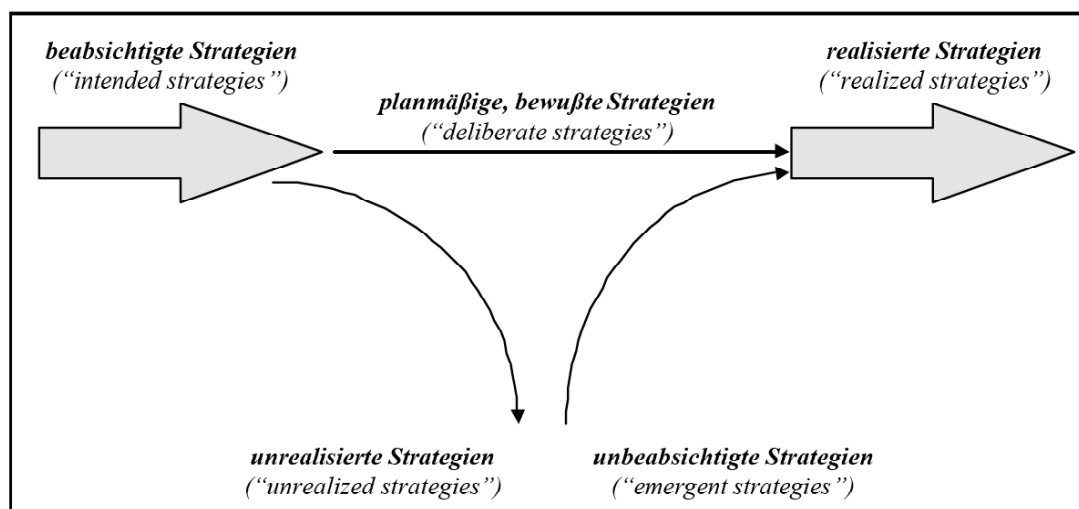 beabsichtigte Strategien
(“intended strategies”)
realisierte Strategien
(“realized strategies”)
planmäßige, bewußte Strategien
(“deliberate strategies”)
unrealisierte Strategien
(“unrealized strategies”)
unbeabsichtigte Strategien
(“emergent strategies”)